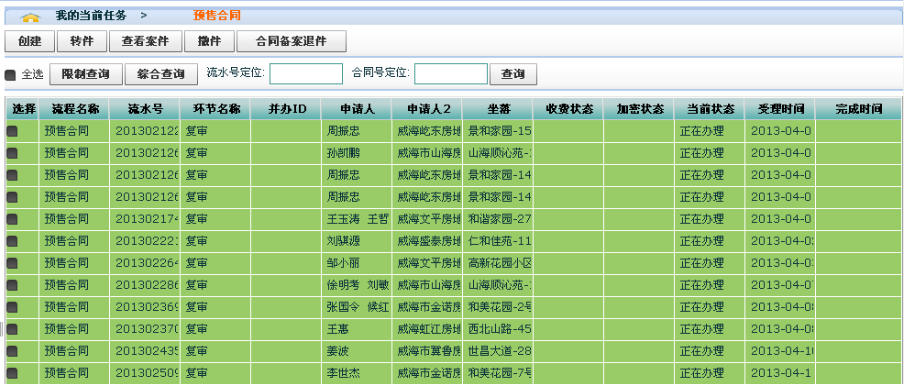 我的当前任务 > 预售合同
创建 转件 查看案件 撤件 合同备案退件
全选 限制查询 综合查询 流水号定位: 合同号定位: 查询
选择 流程名称 流水号 环节名称 并办ID 申请人 申请人2 坐落 收费状态 加密状态 当前状态 受理时间 完成时间
预售合同 201302122 复审 周振忠 威海屹东房地 景和家园-15 正在办理 2013-04-0
预售合同 20130212 复审 孙凯鹏 威海市山海房 山海顺沁苑- 正在办理 2013-04-0
预售合同 20130212 复审 周振忠 威海屹东房地 景和家园-14 正在办理 2013-04-0
预售合同 20130212 复审 周振忠 威海屹东房地 景和家园-14 正在办理 2013-04-0
预售合同 20130217 复审 王玉涛 王哲 威海文平房地 和谐家园-27 正在办理 2013-04-0
预售合同 20130222 复审 刘骐源 威海盛泰房地 仁和佳苑-11 正在办理 2013-04-0
预售合同 20130226 复审 邹小丽 威海文平房地 高新花园小区 正在办理 2013-04-0
预售合同 20130228 复审 徐明考 刘敏 威海市山海房 山海顺沁苑- 正在办理 2013-04-0
预售合同 20130236 复审 张国令 候红 威海市金诺房 和美花园-2号 正在办理 2013-04-0
预售合同 20130237 复审 王惠 威海虹江房地 西北山路-45 正在办理 2013-04-0
预售合同 20130243 复审 姜波 威海市冀鲁房 世昌大道-28 正在办理 2013-04-1
预售合同 20130250 复审 李世杰 威海市金诺房 和美花园-7号 正在办理 2013-04-1